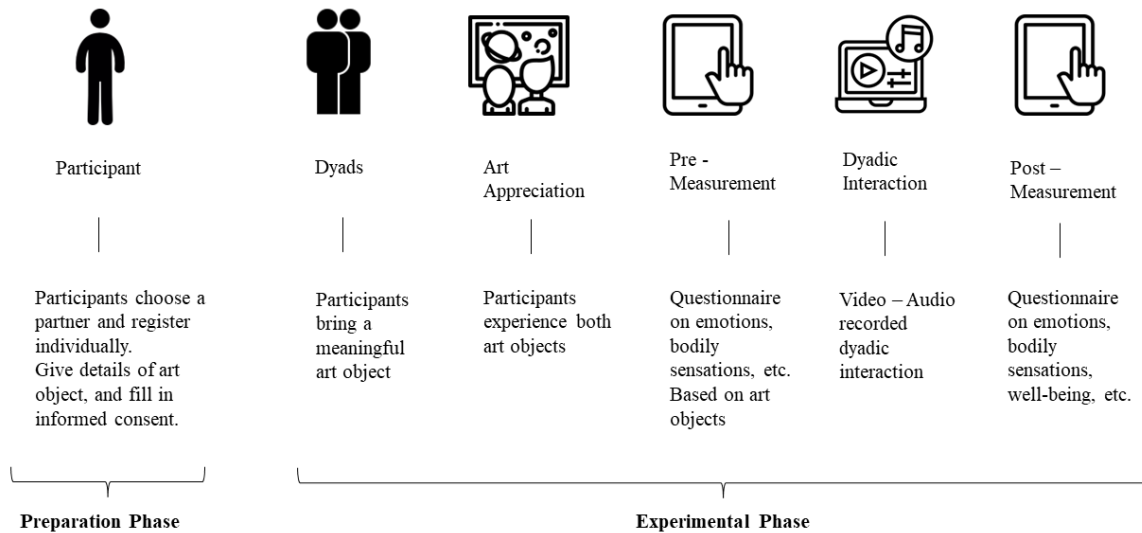 Participant
Dyads
Art
Appreciation
Pre -
Measurement
Dyadic
Interaction
Post –
Measurement
Participants choose a
partner and register
individually.
Give details of art
object, and fill in
informed consent.
Participants
bring a
meaningful
art object
Participants
experience both
art objects
Questionnaire
on emotions,
bodily
sensations, etc.
Based on art
objects
Video – Audio
recorded
dyadic
interaction
Questionnaire
on emotions,
bodily
sensations,
well-being, etc.
Preparation Phase
Experimental Phase